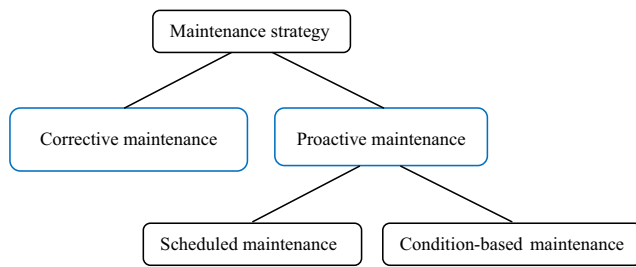 Maintenance strategy
Corrective maintenance
Proactive maintenance
Scheduled maintenance
Condition-based maintenance